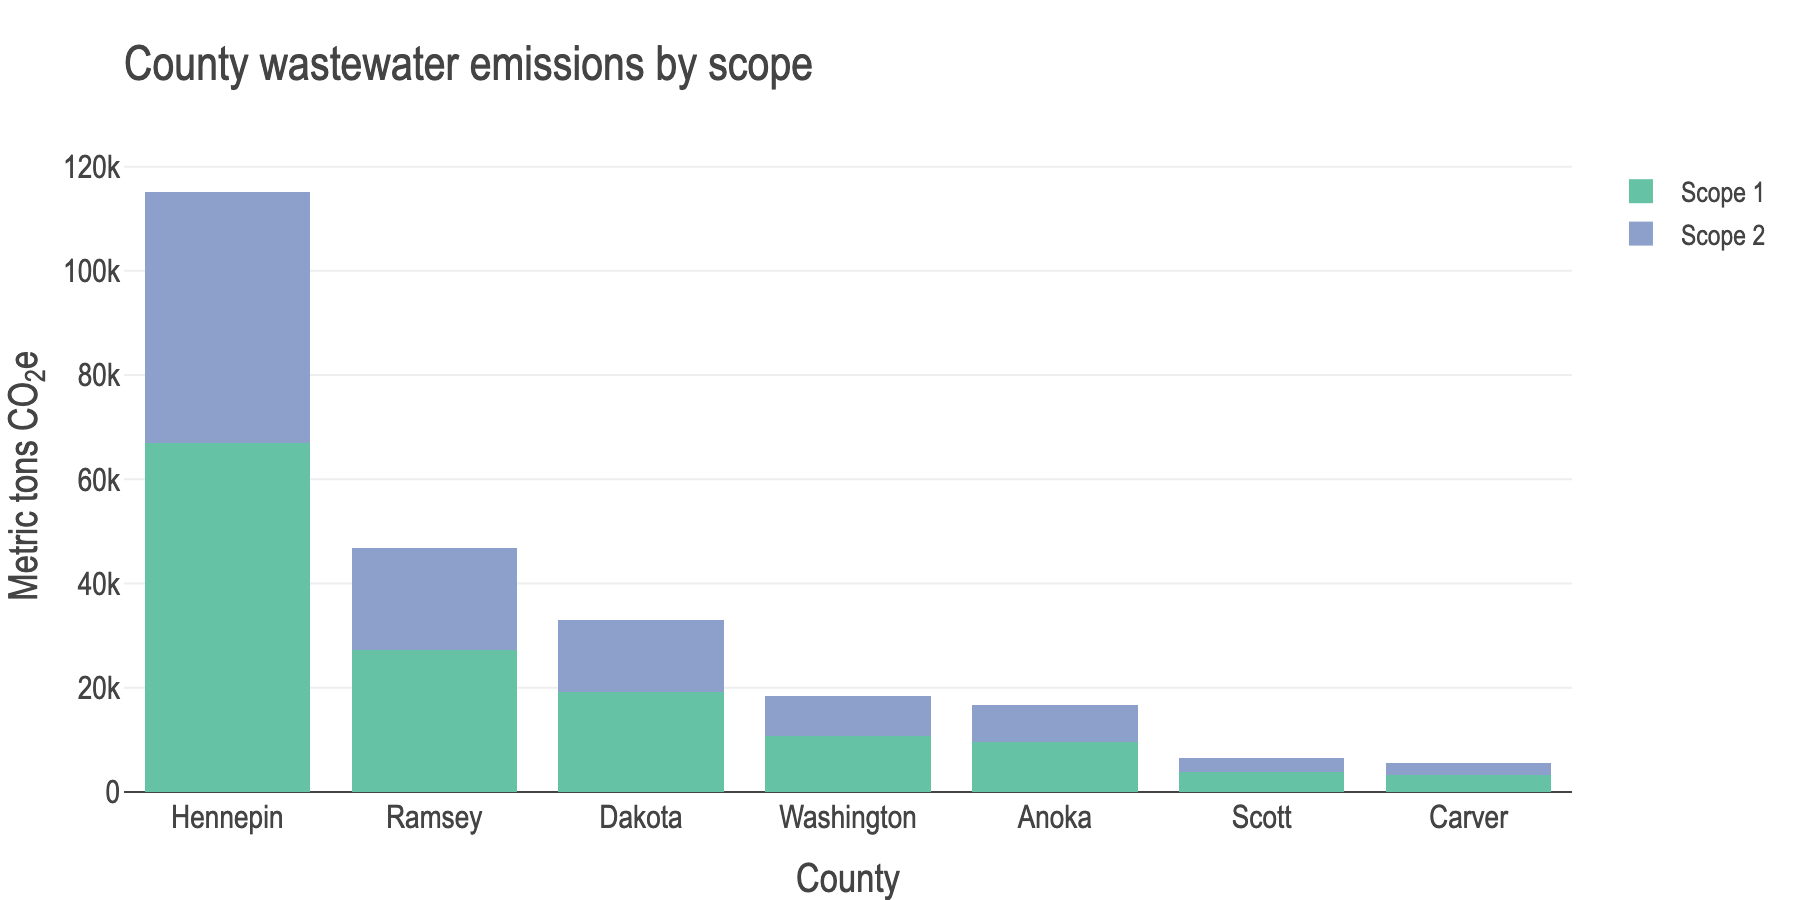 County wastewater emissions by scope
120k
100k
80k
60k
40k
20k
0
Metric tons CO₂e
Hennepin Ramsey Dakota Washington Anoka Scott Carver
County
Scope 1
Scope 2